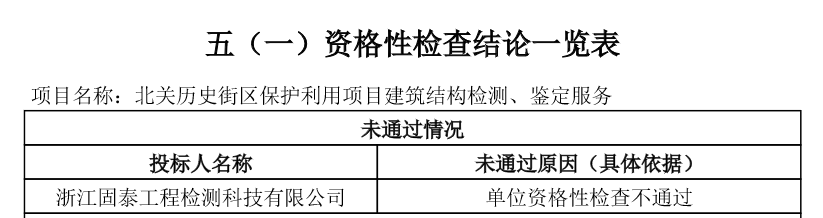 五（一）资格性检查结论一览表
项目名称：北关历史街区保护利用项目建筑结构检测、鉴定服务
未通过情况
投标人名称 未通过原因（具体依据）
浙江固泰工程检测科技有限公司 单位资格性检查不通过